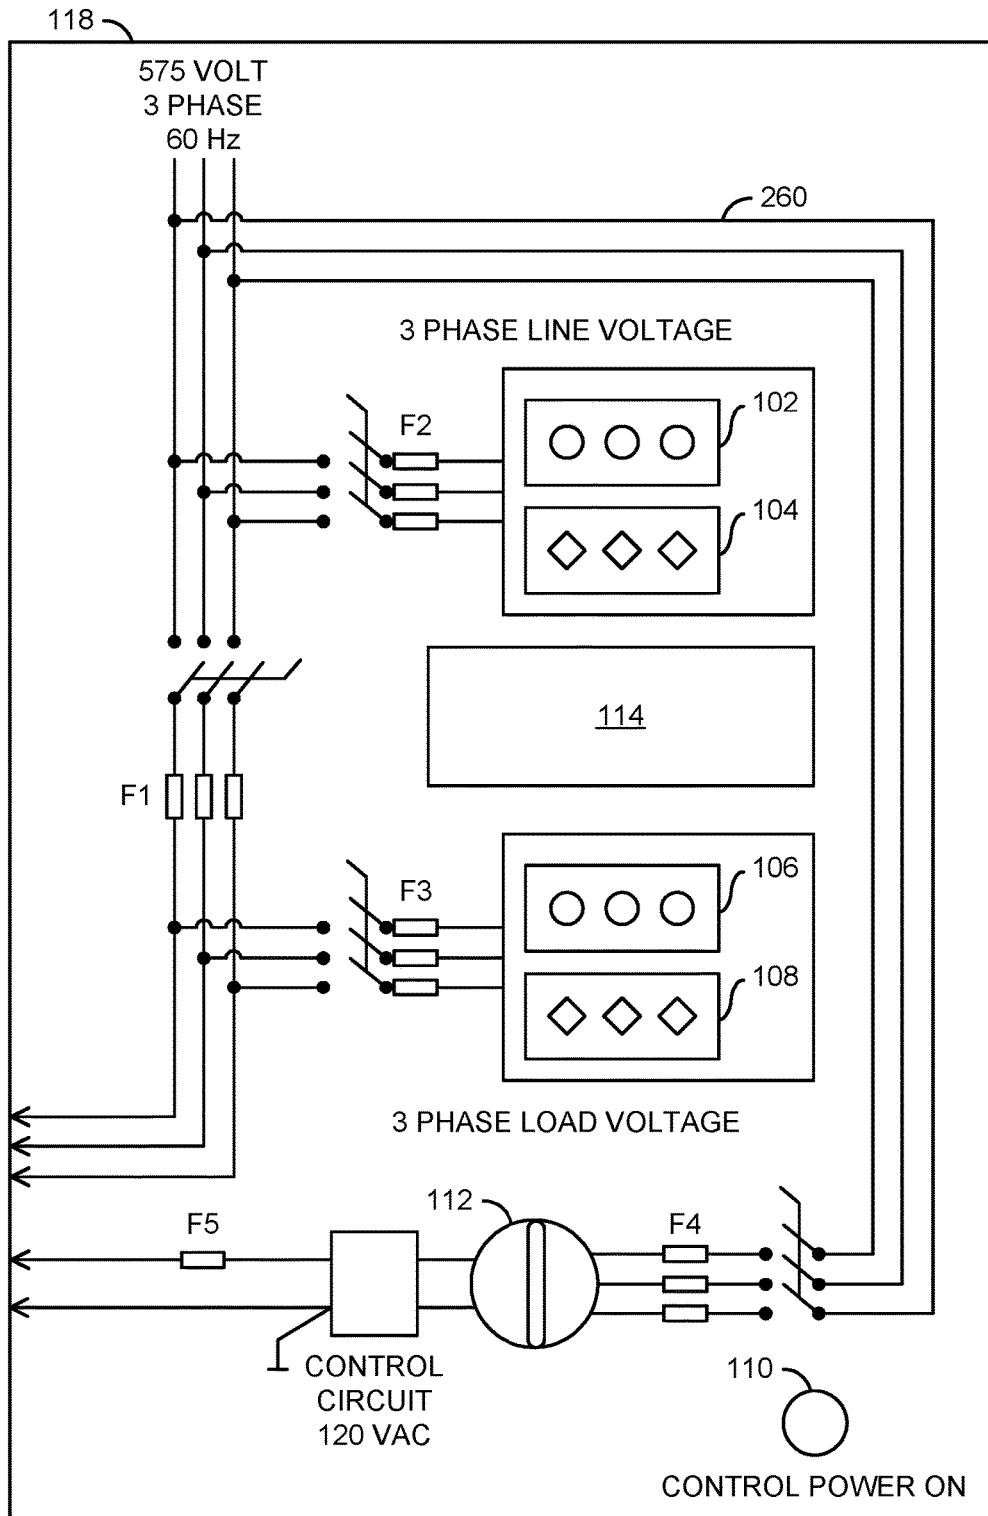 118
575 VOLT
3 PHASE
60 Hz
260
3 PHASE LINE VOLTAGE
102
F2
104
114
F1
106
F3
108
3 PHASE LOAD VOLTAGE
112
F5
F4
CONTROL
CIRCUIT
120 VAC
110
CONTROL POWER ON